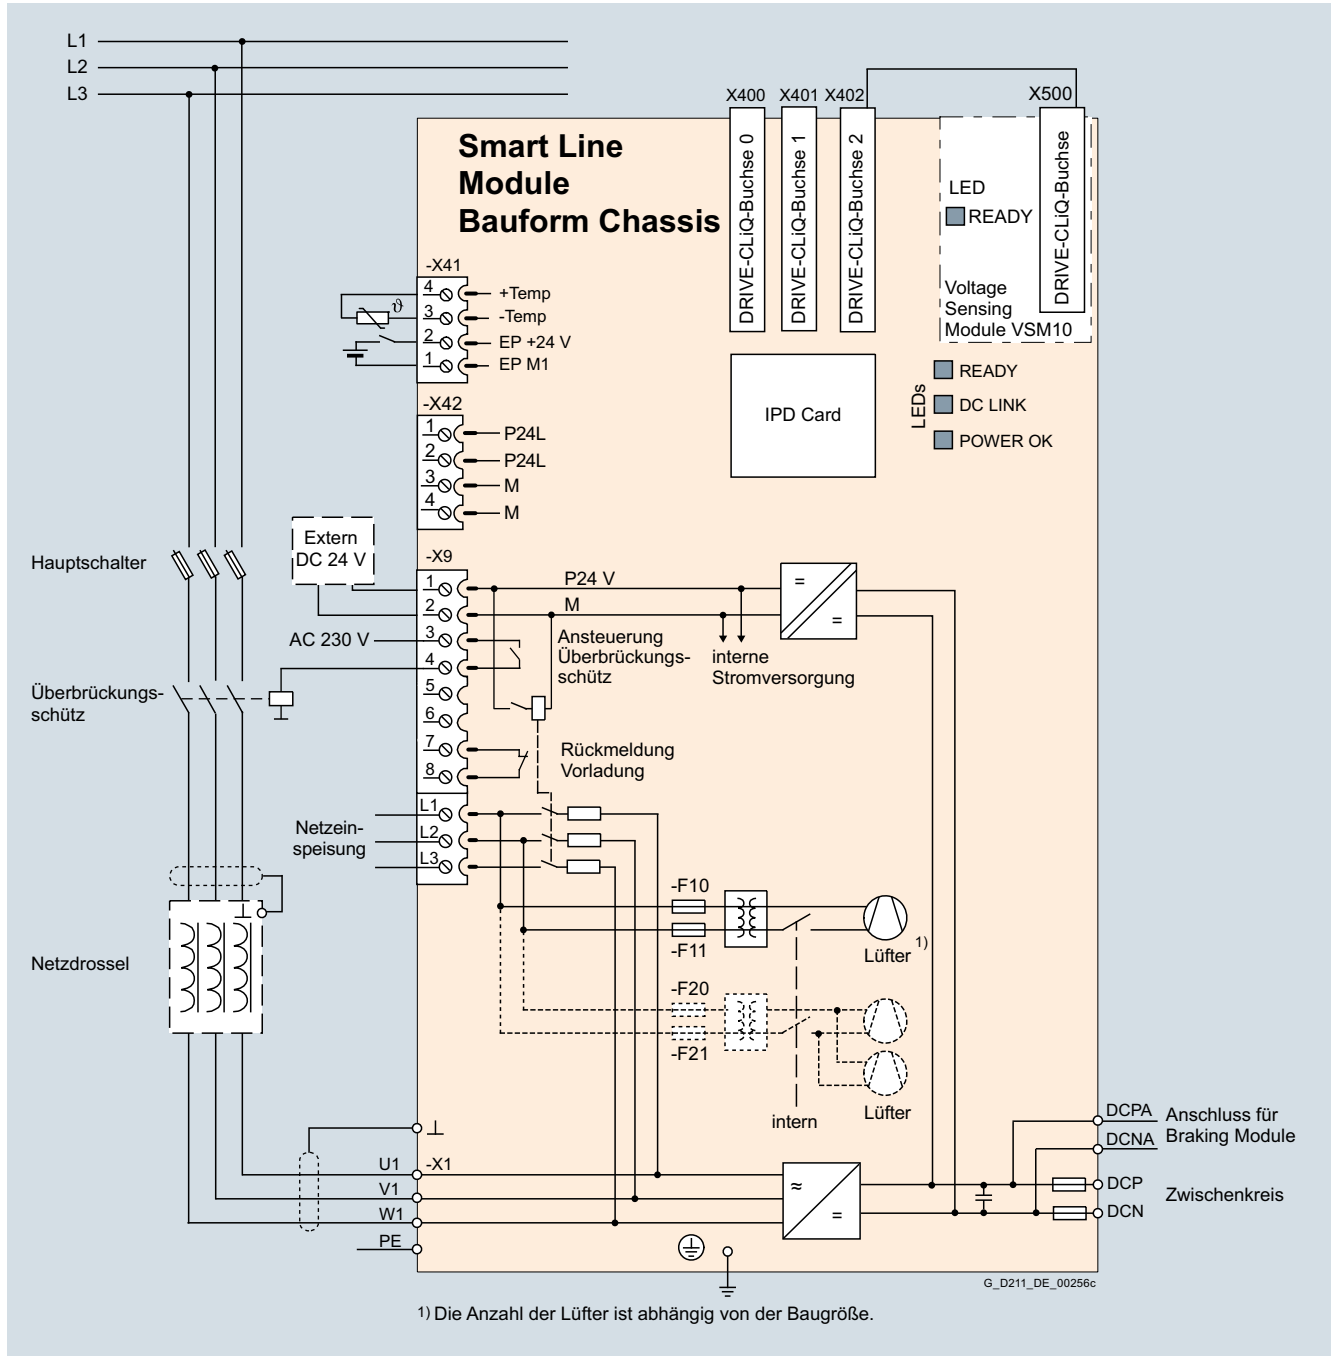 L1
L2
L3
X400
X401
X402
X500
Smart Line
Module
Bauform Chassis
DRIVE-CLiQ-Buchse 0
DRIVE-CLiQ-Buchse 1
DRIVE-CLiQ-Buchse 2
DRIVE-CLiQ-Buchse
LED
READY
Voltage
Sensing
Module VSM10
-X41
4
+Temp
ϑ
3
-Temp
2
EP +24 V
1
EP M1
IPD Card
LEDs
READY
DC LINK
POWER OK
-X42
1
P24L
2
P24L
3
M
4
M
Hauptschalter
Extern
DC 24 V
-X9
1
P24 V
=
=
2
M
AC 230 V
3
Ansteuerung
Überbrückungs-
schütz
interne
Stromversorgung
4
5
6
7
8
Überbrückungs-
schütz
Rückmeldung
Vorladung
L1
L2
L3
Netzein-
speisung
-F10
-F11
Lüfter
1)
Netzdrossel
-F20
-F21
Lüfter
intern
DCPA
DCNA
Anschluss für
Braking Module
U1
-X1
V1
W1
PE
≈
=
DCP
DCN
Zwischenkreis
G_D211_DE_00256c
1) Die Anzahl der Lüfter ist abhängig von der Baugröße.